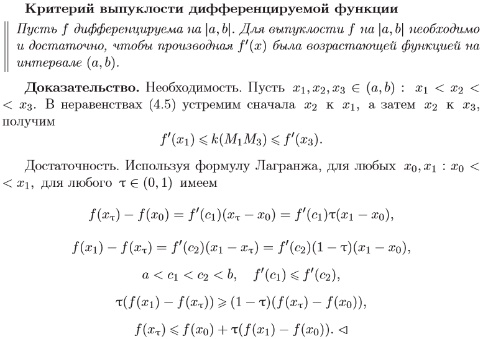 Критерий выпуклости дифференцируемой функции
Пусть f дифференцируема на |a, b|. Для выпуклости f на |a, b| необходимо
и достаточно, чтобы производная f′(x) была возрастающей функцией на
интервале (a, b).
Доказательство. Необходимость. Пусть x₁, x₂, x₃ ∈ (a, b) : x₁ < x₂ <
< x₃. В неравенствах (4.5) устремим сначала x₂ к x₁, а затем x₂ к x₃,
получим
f′(x₁) ⩽ k(M₁M₃) ⩽ f′(x₃).
Достаточность. Используя формулу Лагранжа, для любых x₀, x₁ : x₀ <
< x₁, для любого τ ∈ (0, 1) имеем
f(x_τ) − f(x₀) = f′(c₁)(x_τ − x₀) = f′(c₁)τ(x₁ − x₀),
f(x₁) − f(x_τ) = f′(c₂)(x₁ − x_τ) = f′(c₂)(1 − τ)(x₁ − x₀),
a < c₁ < c₂ < b, f′(c₁) ⩽ f′(c₂),
τ(f(x₁) − f(x_τ)) ⩾ (1 − τ)(f(x_τ) − f(x₀)),
f(x_τ) ⩽ f(x₀) + τ(f(x₁) − f(x₀)). ◁